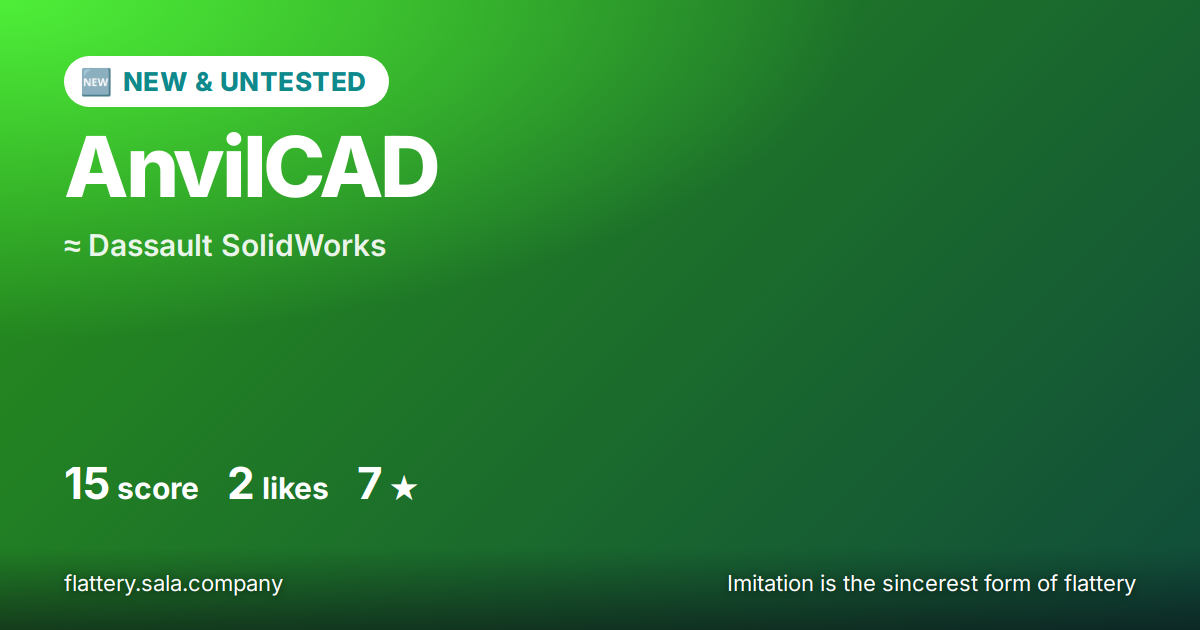 🆕 NEW & UNTESTED
AnvilCAD
≈ Dassault SolidWorks
15 score 2 likes 7 ★
flattery.sala.company
Imitation is the sincerest form of flattery